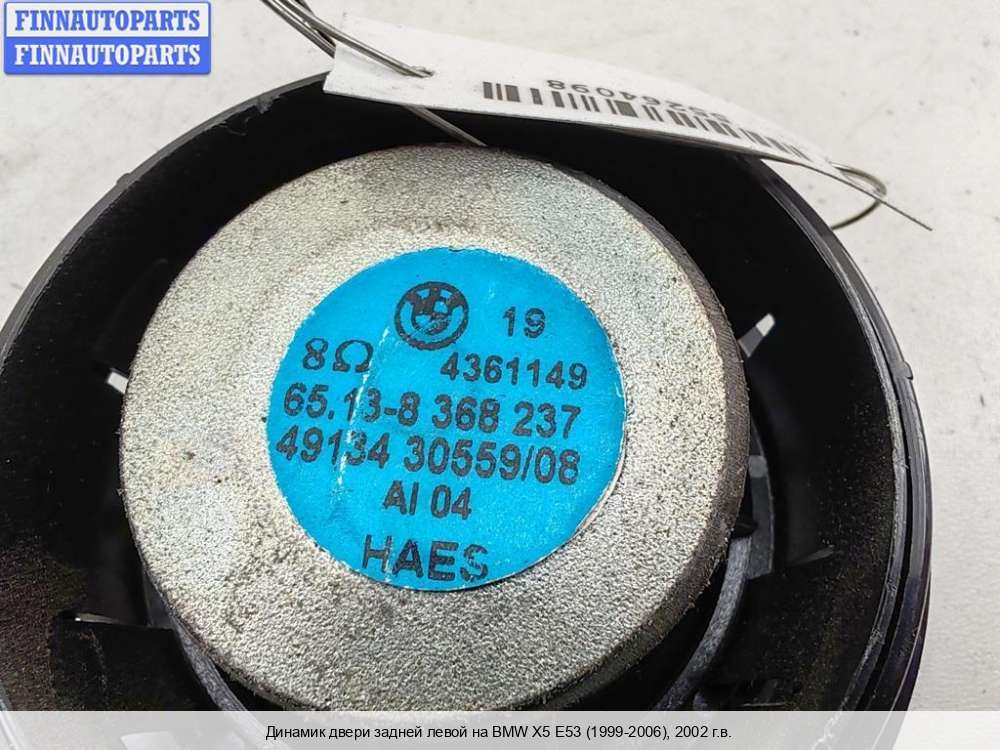 FINNAUTOPARTS
FINNAUTOPARTS
55264098
19
8Ω
4361149
65.13-8 368 237
49134 30559/08
AI 04
HAES
Динамик двери задней левой на BMW X5 E53 (1999-2006), 2002 г.в.